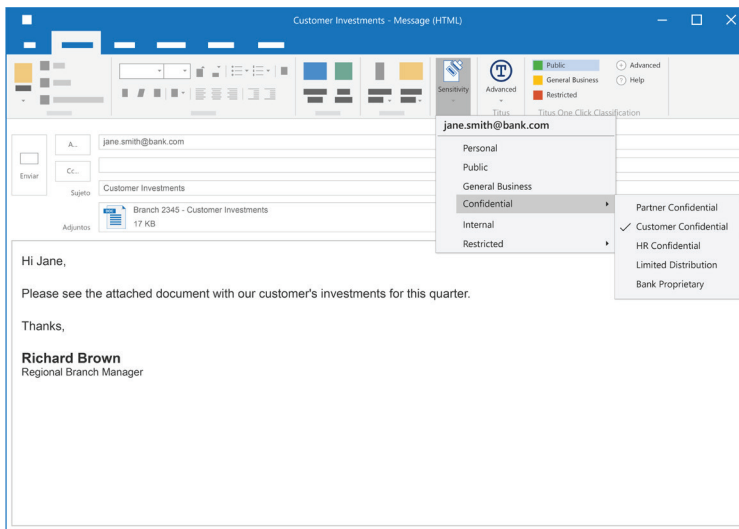 Customer Investments - Message (HTML)
Sensitivity
Advanced
Public
General Business
Restricted
Advanced
Help
Titus
Titus One Click Classification
jane.smith@bank.com
Personal
Public
General Business
Confidential
Internal
Restricted
Partner Confidential
Customer Confidential
HR Confidential
Limited Distribution
Bank Proprietary
Enviar
A...
jane.smith@bank.com
Cc...
Sujeto
Customer Investments
Adjuntos
Branch 2345 - Customer Investments
17 KB
Hi Jane,
Please see the attached document with our customer's investments for this quarter.
Thanks,
Richard Brown
Regional Branch Manager